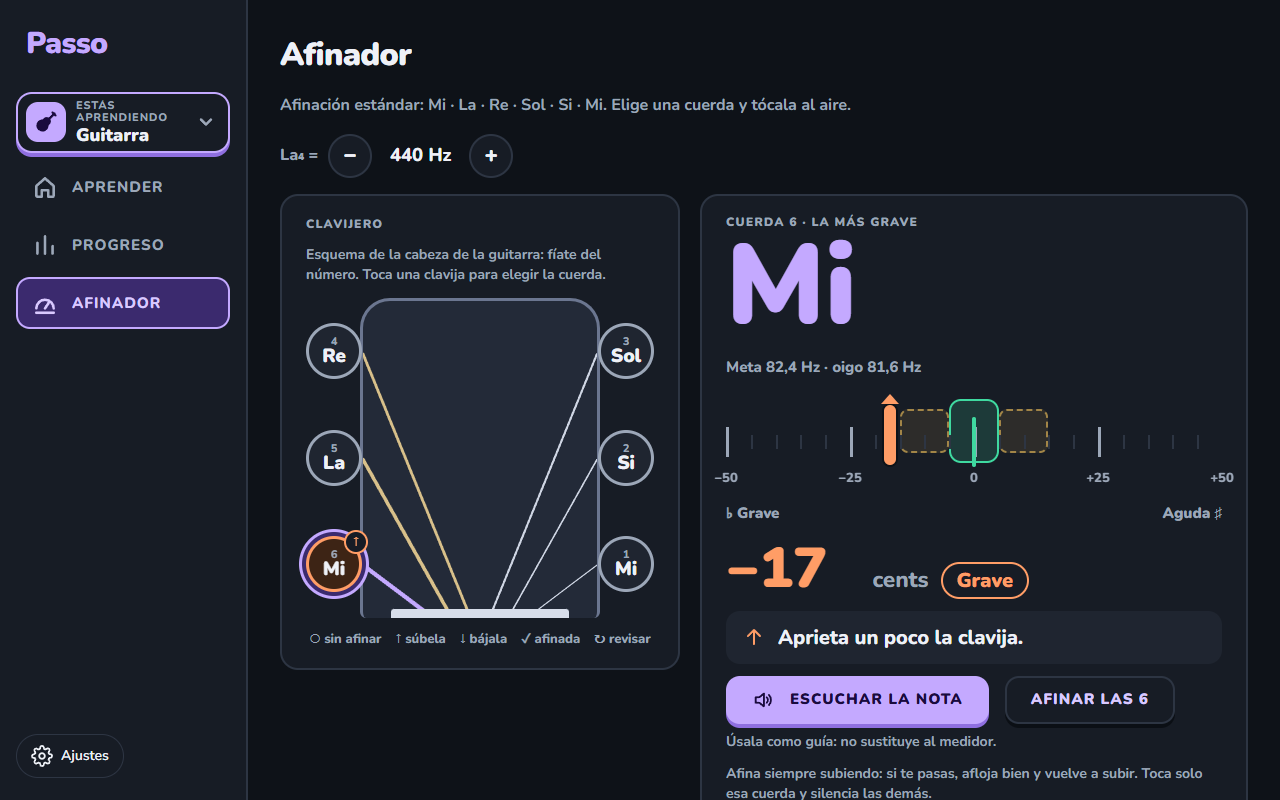 Passo
ESTÁS
APRENDIENDO
Guitarra
APRENDER
PROGRESO
AFINADOR
Ajustes
Afinador
Afinación estándar: Mi · La · Re · Sol · Si · Mi. Elige una cuerda y tócala al aire.
La₄ = − 440 Hz +
CLAVIJERO
Esquema de la cabeza de la guitarra: fíate del
número. Toca una clavija para elegir la cuerda.
4
Re
3
Sol
5
La
2
Si
6
Mi
↑
1
Mi
○ sin afinar ↑ súbela ↓ bájala ✓ afinada ↻ revisar
CUERDA 6 · LA MÁS GRAVE
Mi
Meta 82,4 Hz · oigo 81,6 Hz
−50 −25 0 +25 +50
♭ Grave Aguda ♯
−17 cents Grave
↑ Aprieta un poco la clavija.
ESCUCHAR LA NOTA
AFINAR LAS 6
Úsala como guía: no sustituye al medidor.
Afina siempre subiendo: si te pasas, afloja bien y vuelve a subir. Toca solo
esa cuerda y silencia las demás.